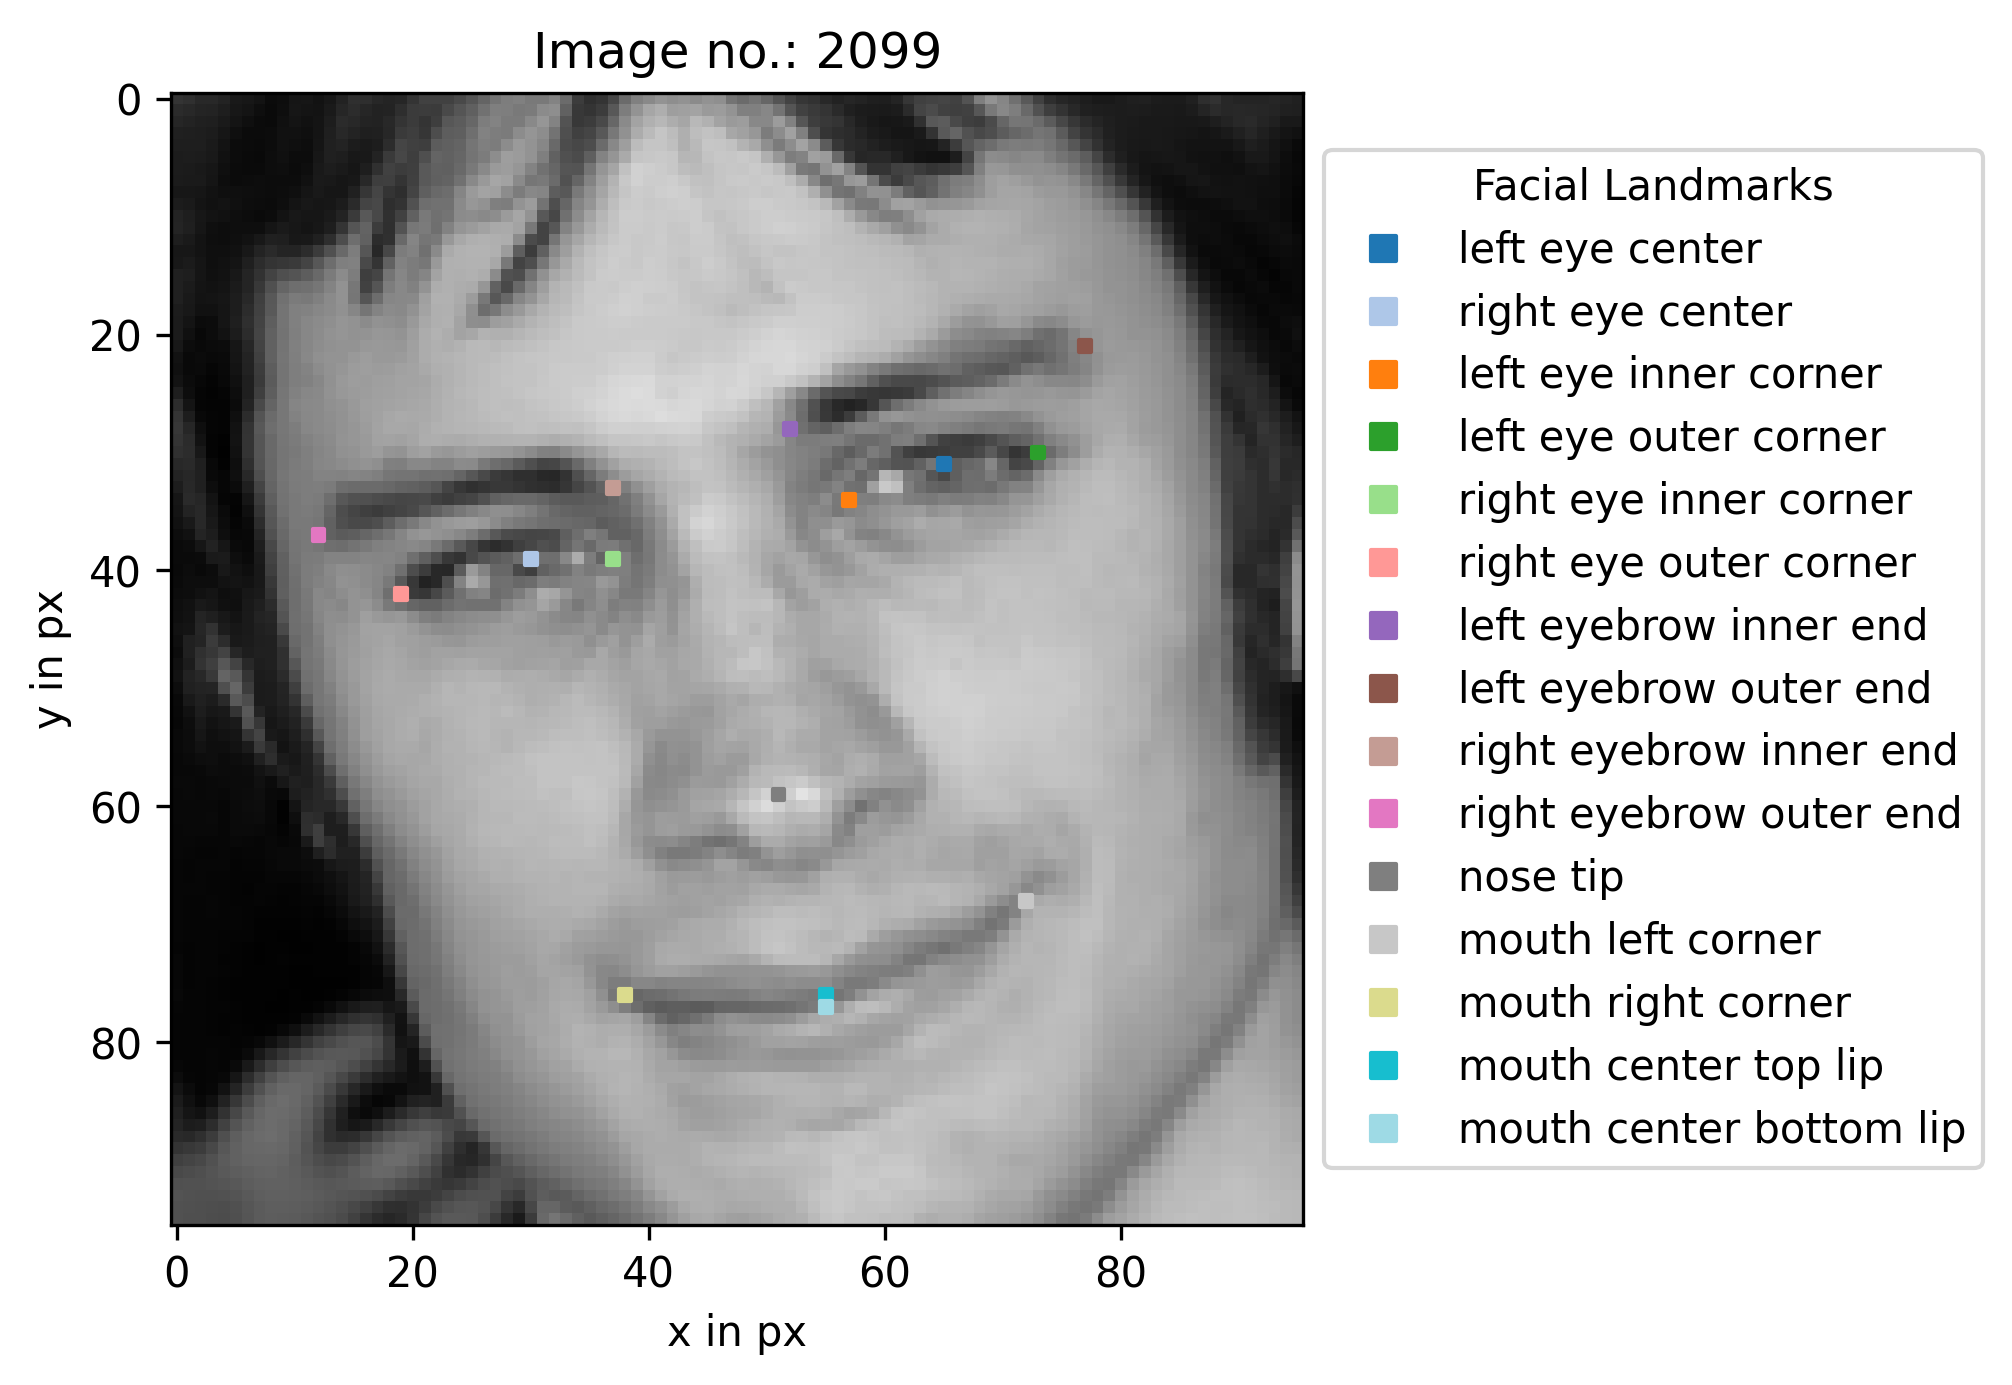 Image no.: 2099
0
20
40
60
80
y in px
0 20 40 60 80
x in px
Facial Landmarks
left eye center
right eye center
left eye inner corner
left eye outer corner
right eye inner corner
right eye outer corner
left eyebrow inner end
left eyebrow outer end
right eyebrow inner end
right eyebrow outer end
nose tip
mouth left corner
mouth right corner
mouth center top lip
mouth center bottom lip